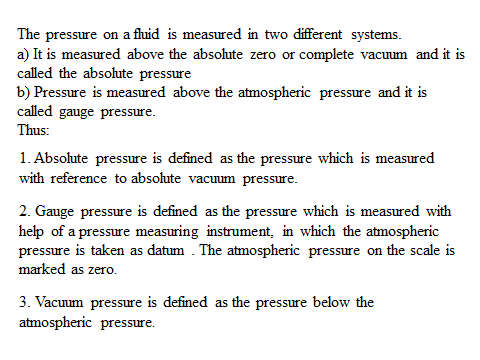 The pressure on a fluid is measured in two different systems.
a) It is measured above the absolute zero or complete vacuum and it is
called the absolute pressure
b) Pressure is measured above the atmospheric pressure and it is
called gauge pressure.
Thus:
1. Absolute pressure is defined as the pressure which is measured
with reference to absolute vacuum pressure.
2. Gauge pressure is defined as the pressure which is measured with
help of a pressure measuring instrument, in which the atmospheric
pressure is taken as datum . The atmospheric pressure on the scale is
marked as zero.
3. Vacuum pressure is defined as the pressure below the
atmospheric pressure.